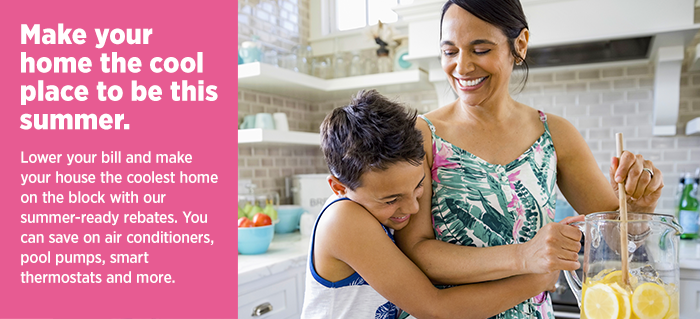 Make your
home the cool
place to be this
summer.
Lower your bill and make
your house the coolest home
on the block with our
summer-ready rebates. You
can save on air conditioners,
pool pumps, smart
thermostats and more.